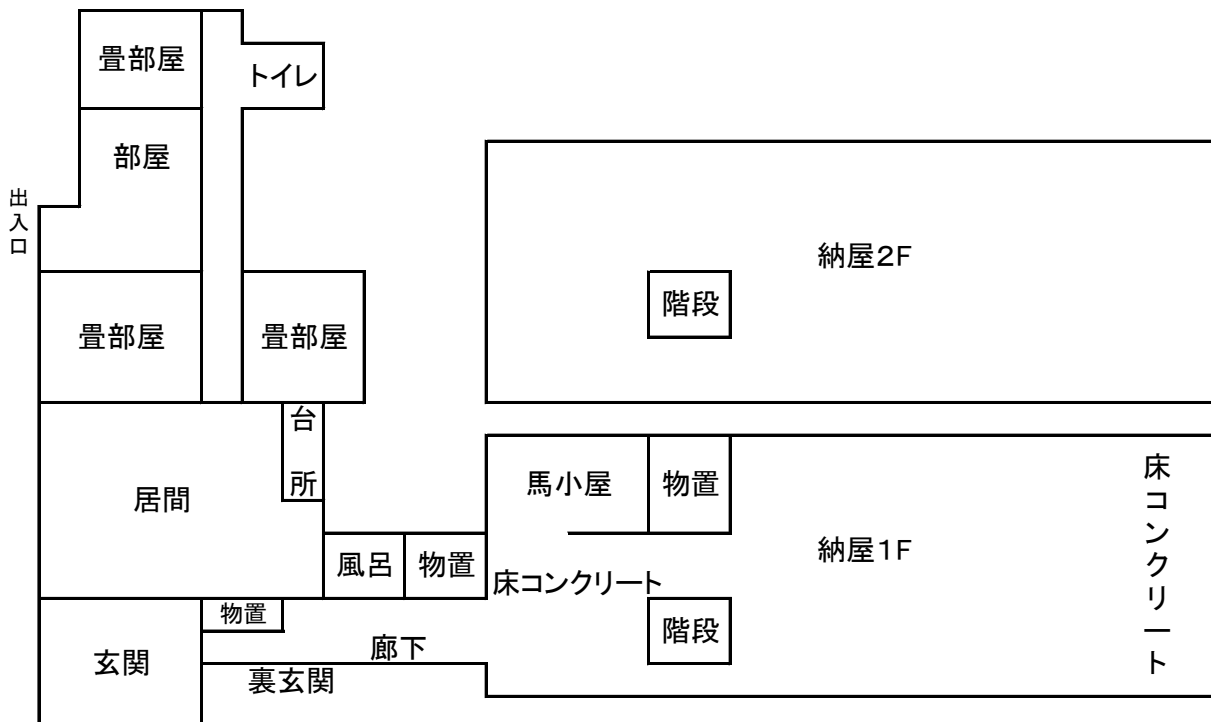 畳部屋
トイレ
部屋
出入口
納屋2F
階段
畳部屋
畳部屋
台所
居間
馬小屋
物置
床コンクリート
納屋1F
風呂
物置
床コンクリート
物置
階段
廊下
玄関
裏玄関